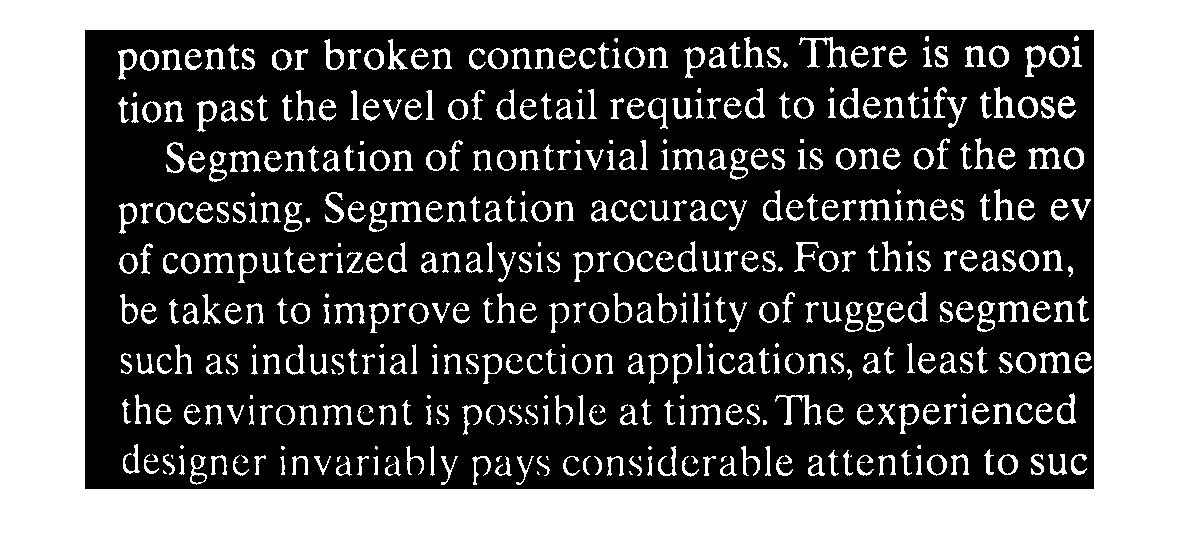 ponents or broken connection paths. There is no poi
tion past the level of detail required to identify those
Segmentation of nontrivial images is one of the mo
processing. Segmentation accuracy determines the ev
of computerized analysis procedures. For this reason,
be taken to improve the probability of rugged segment
such as industrial inspection applications, at least some
the environment is possible at times. The experienced
designer invariably pays considerable attention to suc